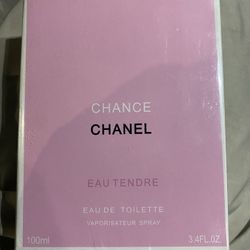 CHANCE
CHANEL
EAU TENDRE
EAU DE TOILETTE
VAPORISATEUR SPRAY
100ml 3.4FL.OZ